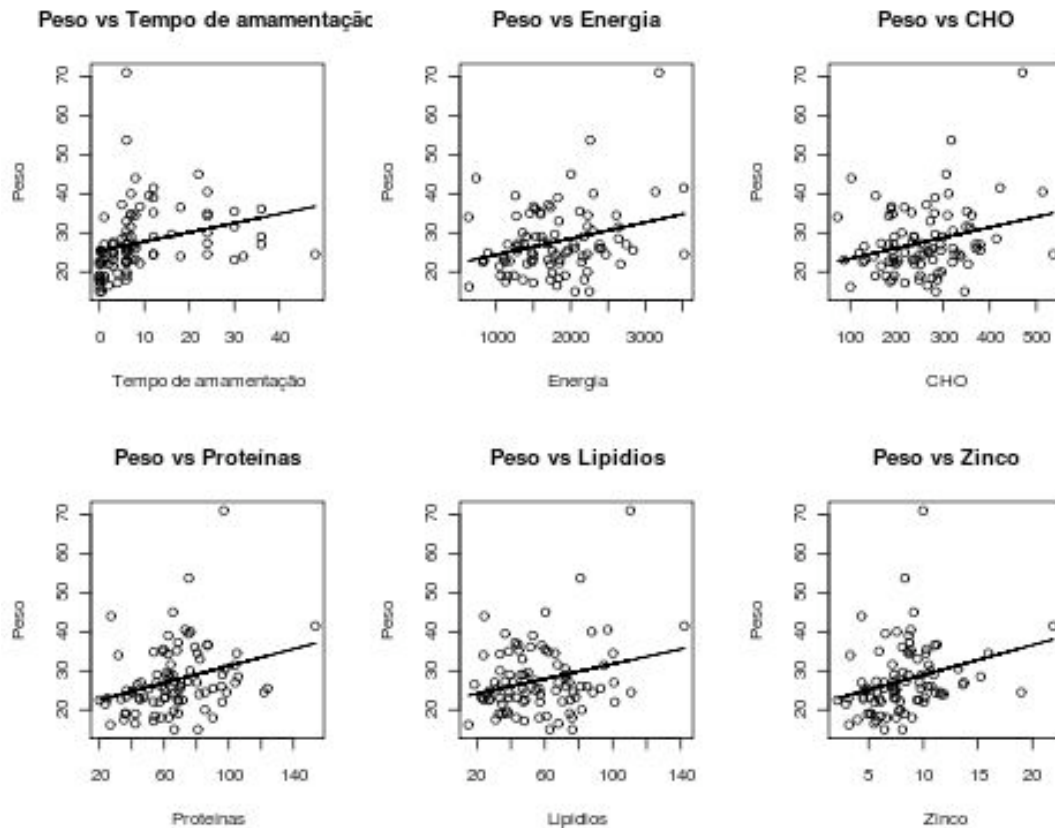 Peso vs Tempo de amamentação
Peso
70
60
50
40
30
20
0 10 20 30 40
Tempo de amamentação
Peso vs Energia
Peso
70
60
50
40
30
20
1000 2000 3000
Energia
Peso vs CHO
Peso
70
60
50
40
30
20
100 200 300 400 500
CHO
Peso vs Proteínas
Peso
70
60
50
40
30
20
20 60 100 140
Proteínas
Peso vs Lipidios
Peso
70
60
50
40
30
20
20 60 100 140
Lipidios
Peso vs Zinco
Peso
70
60
50
40
30
20
5 10 15 20
Zinco